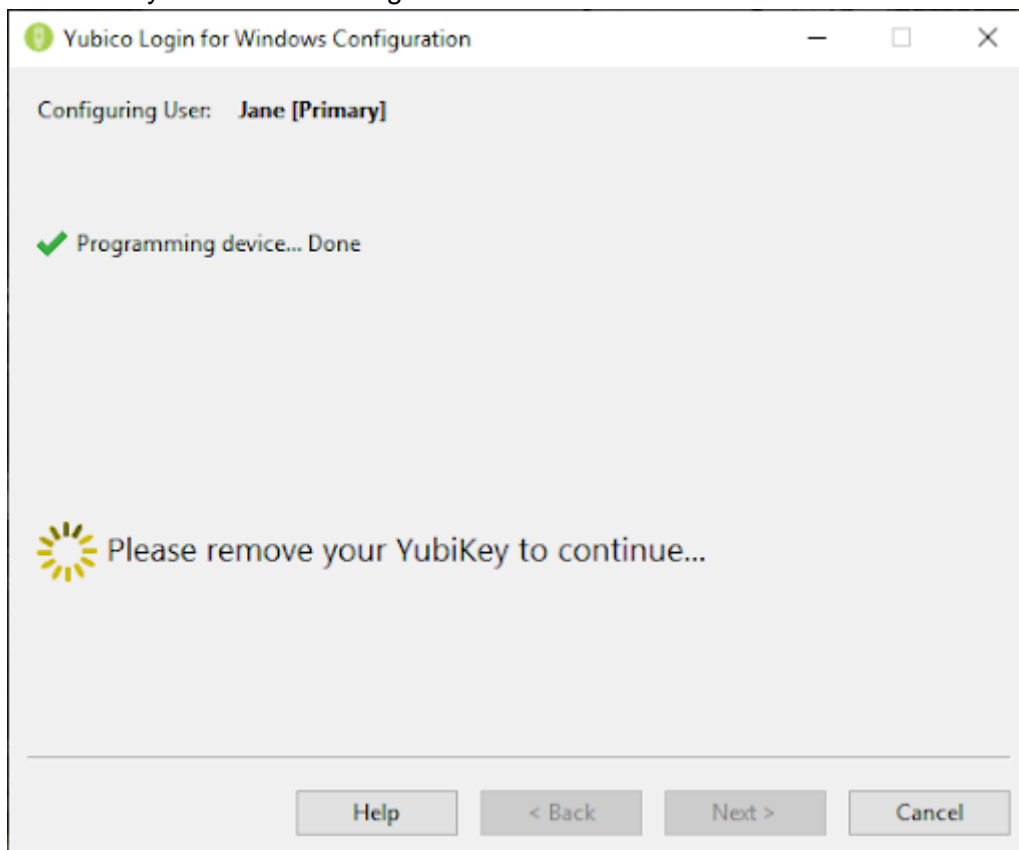 Yubico Login for Windows Configuration
Configuring User: Jane [Primary]
Programming device... Done
Please remove your YubiKey to continue...
Help < Back Next > Cancel